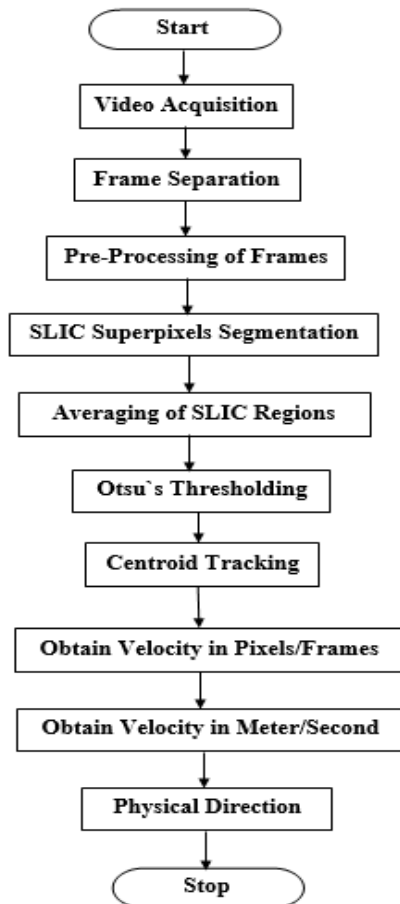 Start
Video Acquisition
Frame Separation
Pre-Processing of Frames
SLIC Superpixels Segmentation
Averaging of SLIC Regions
Otsu`s Thresholding
Centroid Tracking
Obtain Velocity in Pixels/Frames
Obtain Velocity in Meter/Second
Physical Direction
Stop